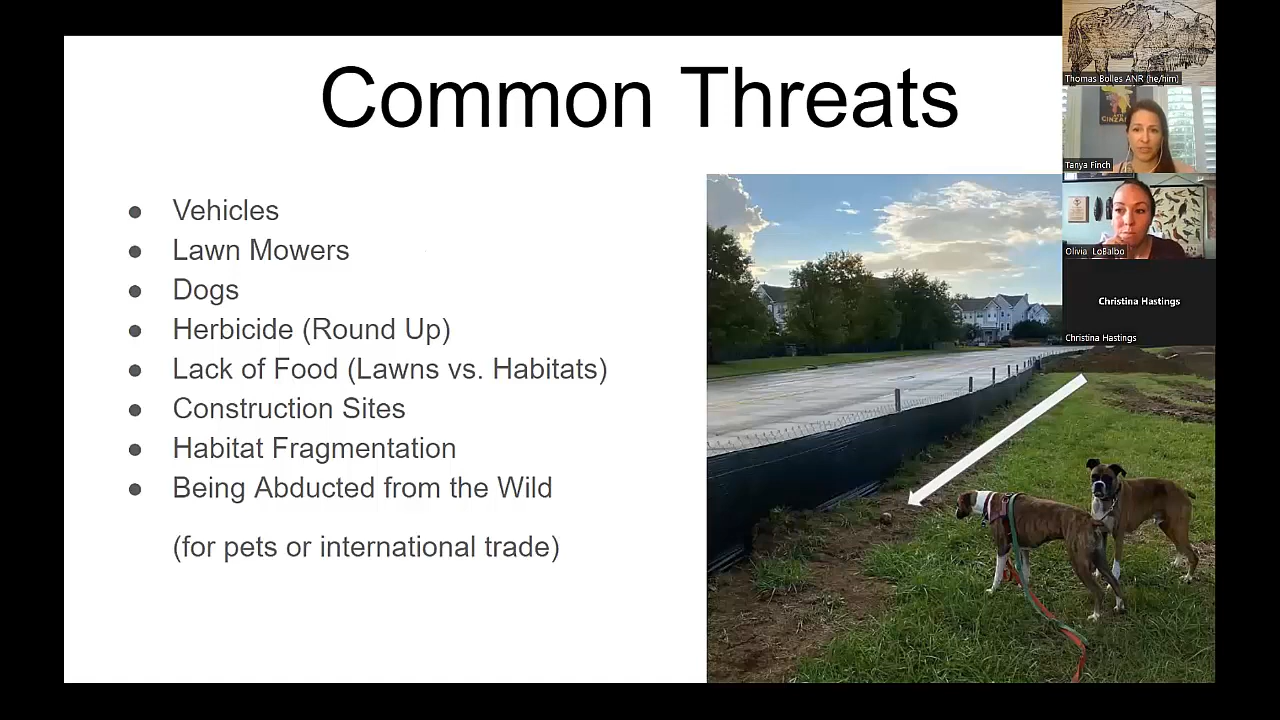 Common Threats
● Vehicles
● Lawn Mowers
● Dogs
● Herbicide (Round Up)
● Lack of Food (Lawns vs. Habitats)
● Construction Sites
● Habitat Fragmentation
● Being Abducted from the Wild
(for pets or international trade)
Thomas Bolles ANR (he/him)
CINZA
Tanya Finch
Olivia LoBalbo
Christina Hastings
Christina Hastings